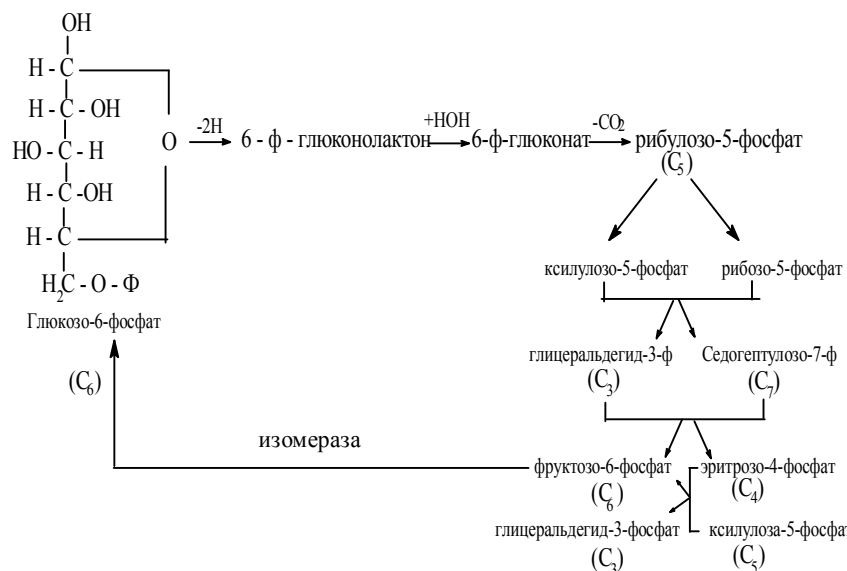 OH
H - C
H - C - OH
HO - C - H
O
H - C -OH
H - C
H₂C - O - Ф
Глюкозо-6-фосфат
(C₆)
-2H
6 - ф - глюконолактон
+HOH
6-ф-глюконат
-CO₂
рибулозо-5-фосфат
(C₅)
ксилулозо-5-фосфат
рибозо-5-фосфат
глицеральдегид-3-ф
(C₃)
Седогептулозо-7-ф
(C₇)
изомераза
фруктозо-6-фосфат
(C₆)
эритрозо-4-фосфат
(C₄)
глицеральдегид-3-фосфат
(C₃)
ксилулоза-5-фосфат
(C₅)